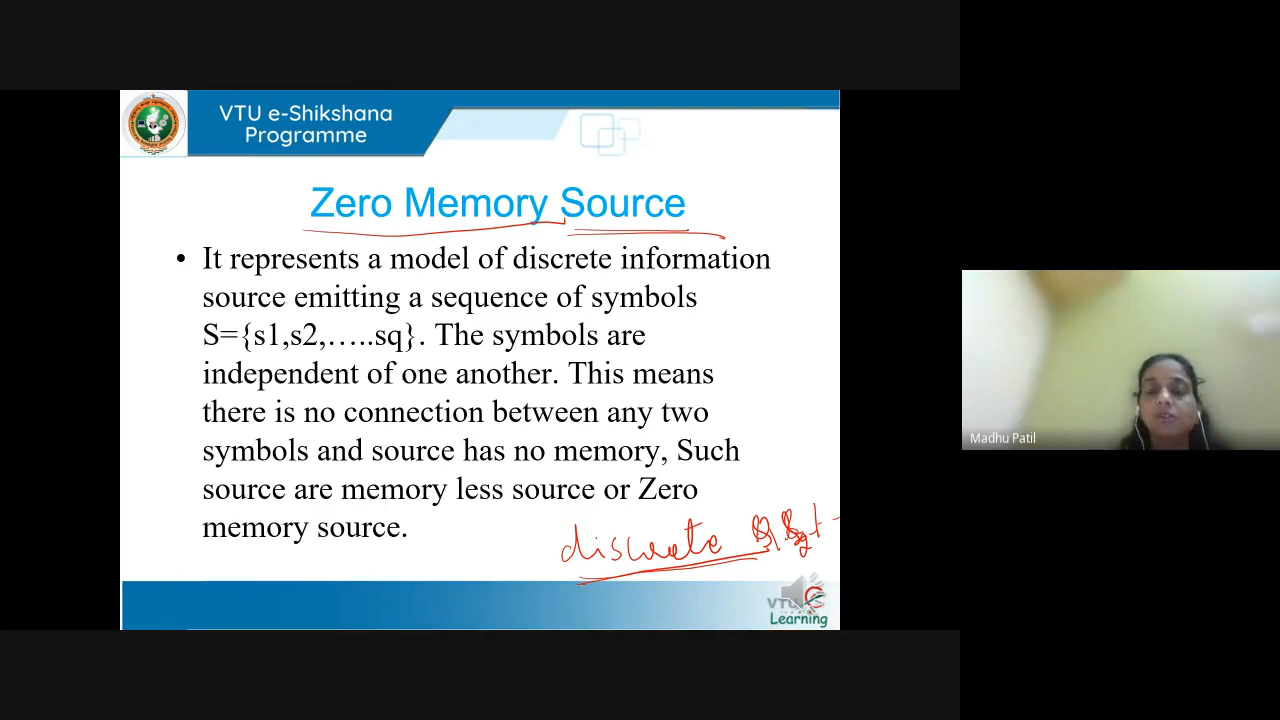 VTU e-Shikshana
Programme
Zero Memory Source
• It represents a model of discrete information
source emitting a sequence of symbols
S={s1,s2,…..sq}. The symbols are
independent of one another. This means
there is no connection between any two
symbols and source has no memory, Such
source are memory less source or Zero
memory source.
discrete
VTU
Learning
Madhu Patil